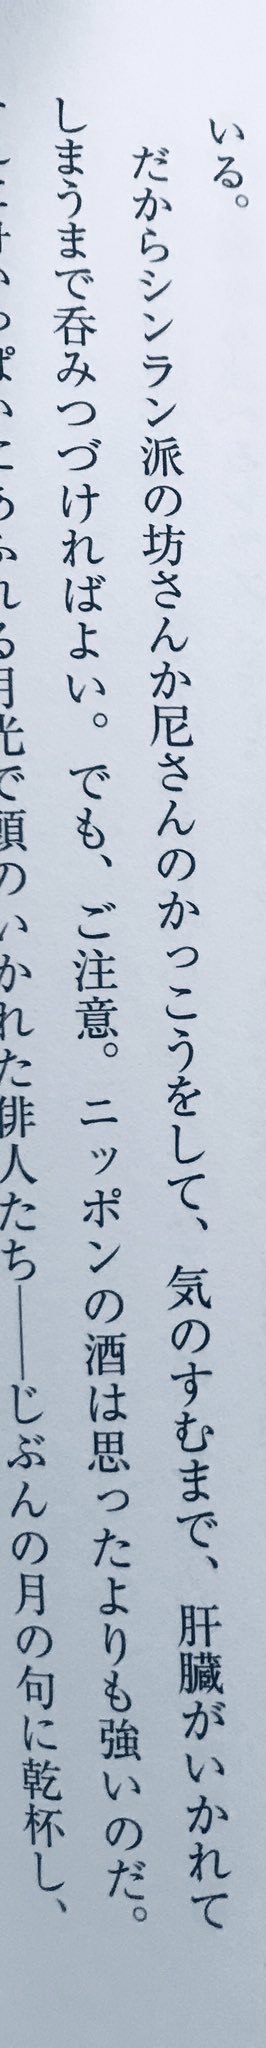 いる。
だからシンラン派の坊さんか尼さんのかっこうをして、気のすむまで、肝臓がいかれて
しまうまで呑みつづければよい。でも、ご注意。ニッポンの酒は思ったよりも強いのだ。
いっぱいにあふれる月光で頭のいかれた俳人たち——じぶんの月の句に乾杯し、